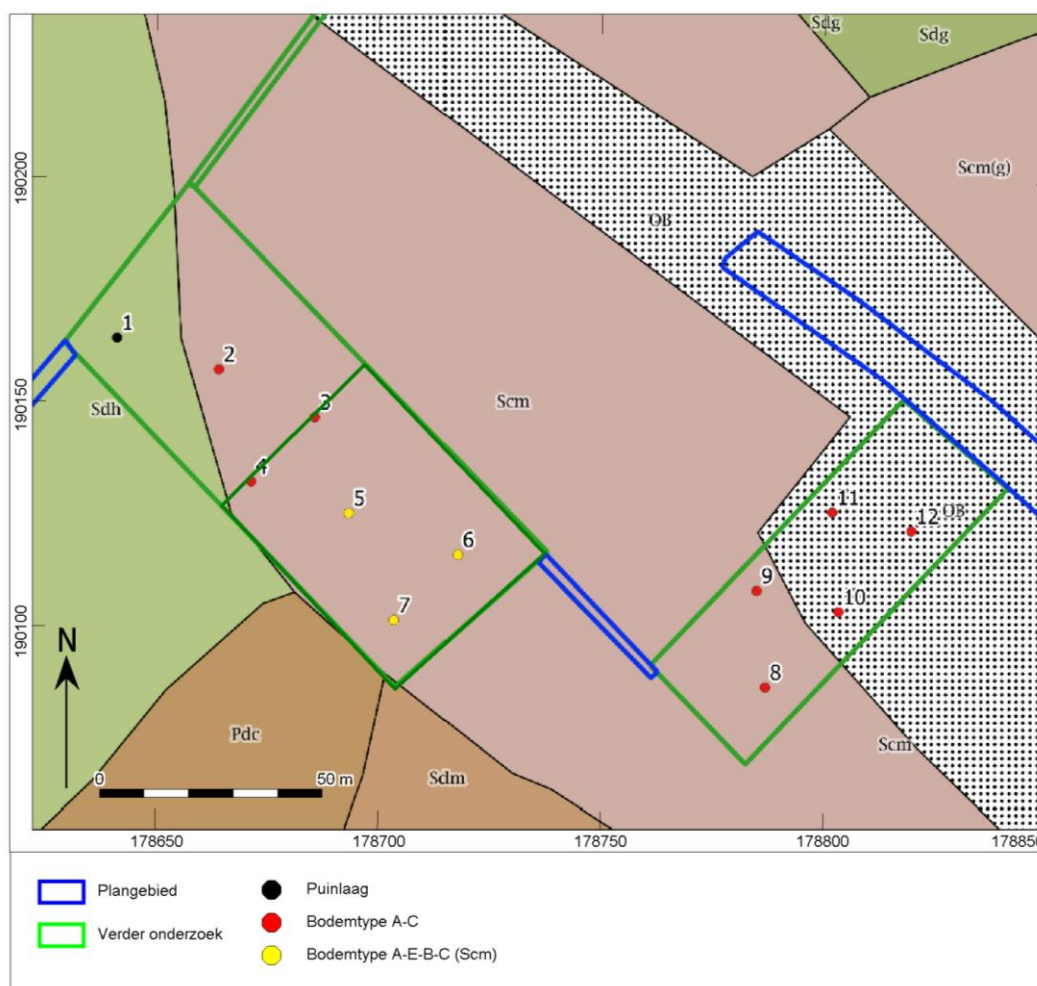 Sdg
Sdg
190200
Scm(g)
OB
1
2
190150
Sdh
Scm
3
4
5
11
12 OB
6
9
10
190100
7
8
N
Pdc
Scm
Sdm
0 50 m
178650 178700 178750 178800 178850
Plangebied
Puinlaag
Verder onderzoek
Bodemtype A-C
Bodemtype A-E-B-C (Scm)